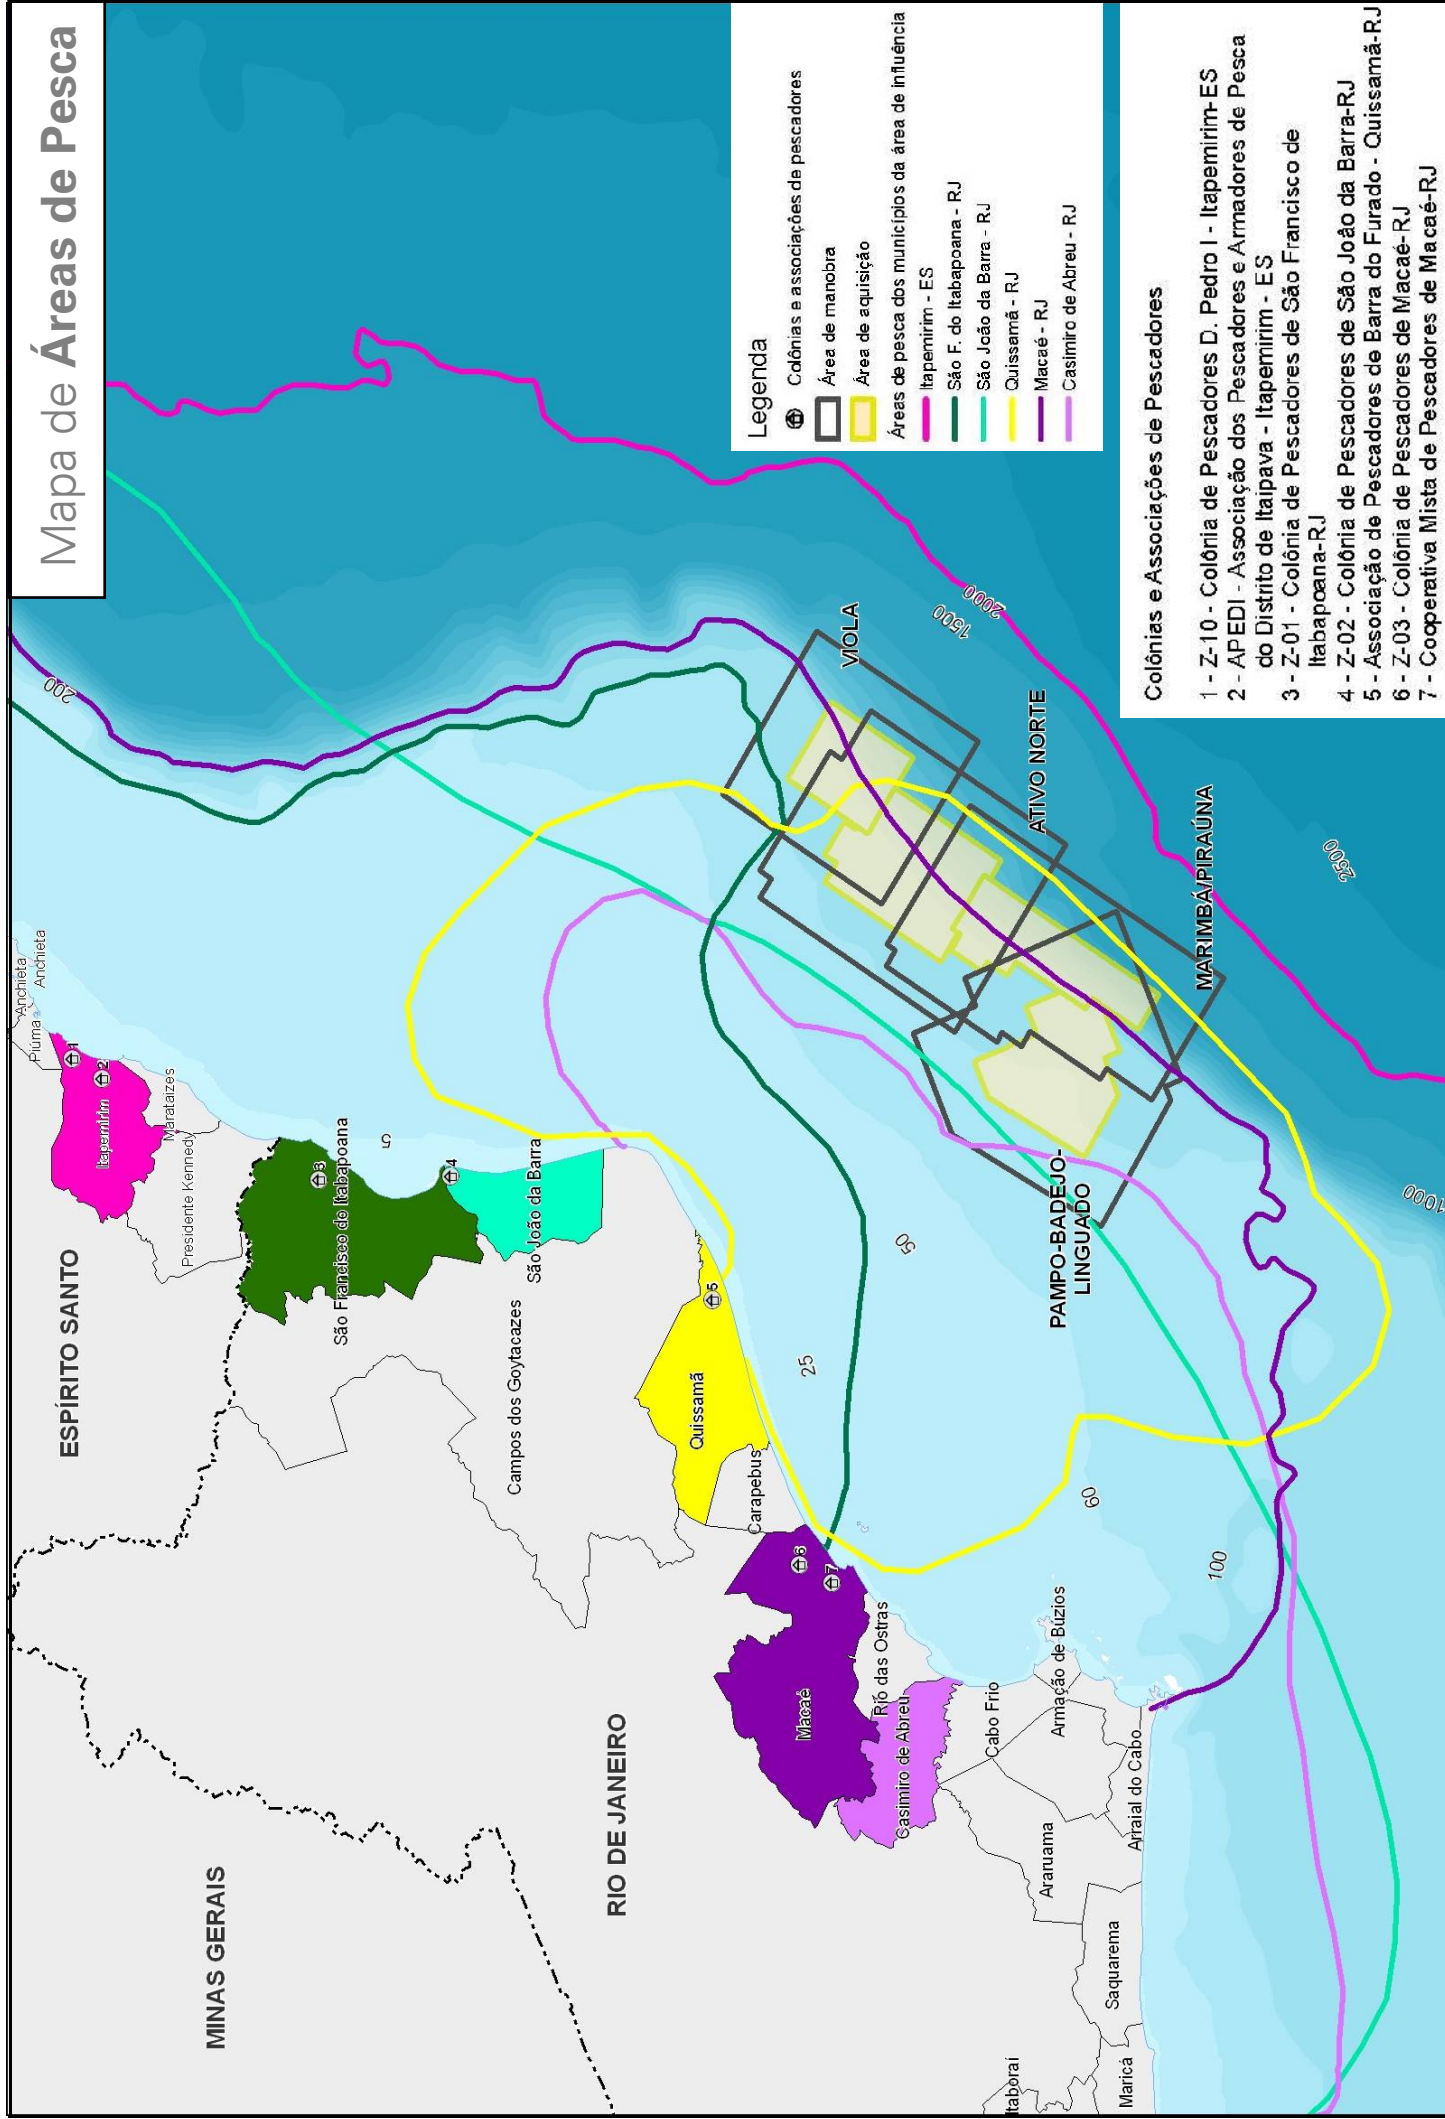 Mapa de Áreas de Pesca
ESPÍRITO SANTO
MINAS GERAIS
RIO DE JANEIRO
Anchieta
Anchieta
Piúma
Itapemirim
1
2
Marataízes
Presidente Kennedy
São Francisco do Itabapoana
3
4
São João da Barra
Campos dos Goytacazes
Quissamã
5
Carapebus
Macaé
6
7
Rio das Ostras
Casimiro de Abreu
Cabo Frio
Armação de Búzios
Araruama
Arraial do Cabo
Saquarema
Maricá
Itaboraí
5
25
50
60
100
200
1000
1500
2000
2500
VIOLA
ATIVO NORTE
MARIMBÁ/PIRAÚNA
PAMPO-BADEJO-
LINGUADO
Legenda
Colônias e associações de pescadores
Área de manobra
Área de aquisição
Áreas de pesca dos municípios da área de influência
Itapemirim - ES
São F. do Itabapoana - RJ
São João da Barra - RJ
Quissamã - RJ
Macaé - RJ
Casimiro de Abreu - RJ
Colônias e Associações de Pescadores
1 - Z-10 - Colônia de Pescadores D. Pedro I - Itapemirim-ES
2 - APEDI - Associação dos Pescadores e Armadores de Pesca
do Distrito de Itaipava - Itapemirim - ES
3 - Z-01 - Colônia de Pescadores de São Francisco de
Itabapoana-RJ
4 - Z-02 - Colônia de Pescadores de São João da Barra-RJ
5 - Associação de Pescadores de Barra do Furado - Quissamã-RJ
6 - Z-03 - Colônia de Pescadores de Macaé-RJ
7 - Cooperativa Mista de Pescadores de Macaé-RJ